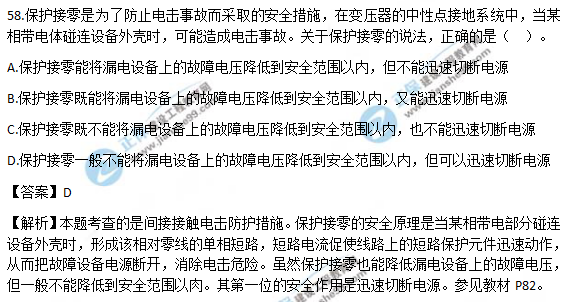 58.保护接零是为了防止电击事故而采取的安全措施，在变压器的中性点接地系统中，当某
相带电体碰连设备外壳时，可能造成电击事故。关于保护接零的说法，正确的是（　）。
A.保护接零能将漏电设备上的故障电压降低到安全范围以内，但不能迅速切断电源
B.保护接零既能将漏电设备上的故障电压降低到安全范围以内，又能迅速切断电源
C.保护接零既不能将漏电设备上的故障电压降低到安全范围以内，也不能迅速切断电源
D.保护接零一般不能将漏电设备上的故障电压降低到安全范围以内，但可以迅速切断电源
【答案】D
【解析】本题考查的是间接接触电击防护措施。保护接零的安全原理是当某相带电部分碰连
设备外壳时，形成该相对零线的单相短路，短路电流促使线路上的短路保护元件迅速动作，
从而把故障设备电源断开，消除电击危险。虽然保护接零也能降低漏电设备上的故障电压，
但一般不能降低到安全范围以内。其第一位的安全作用是迅速切断电源。参见教材 P82。